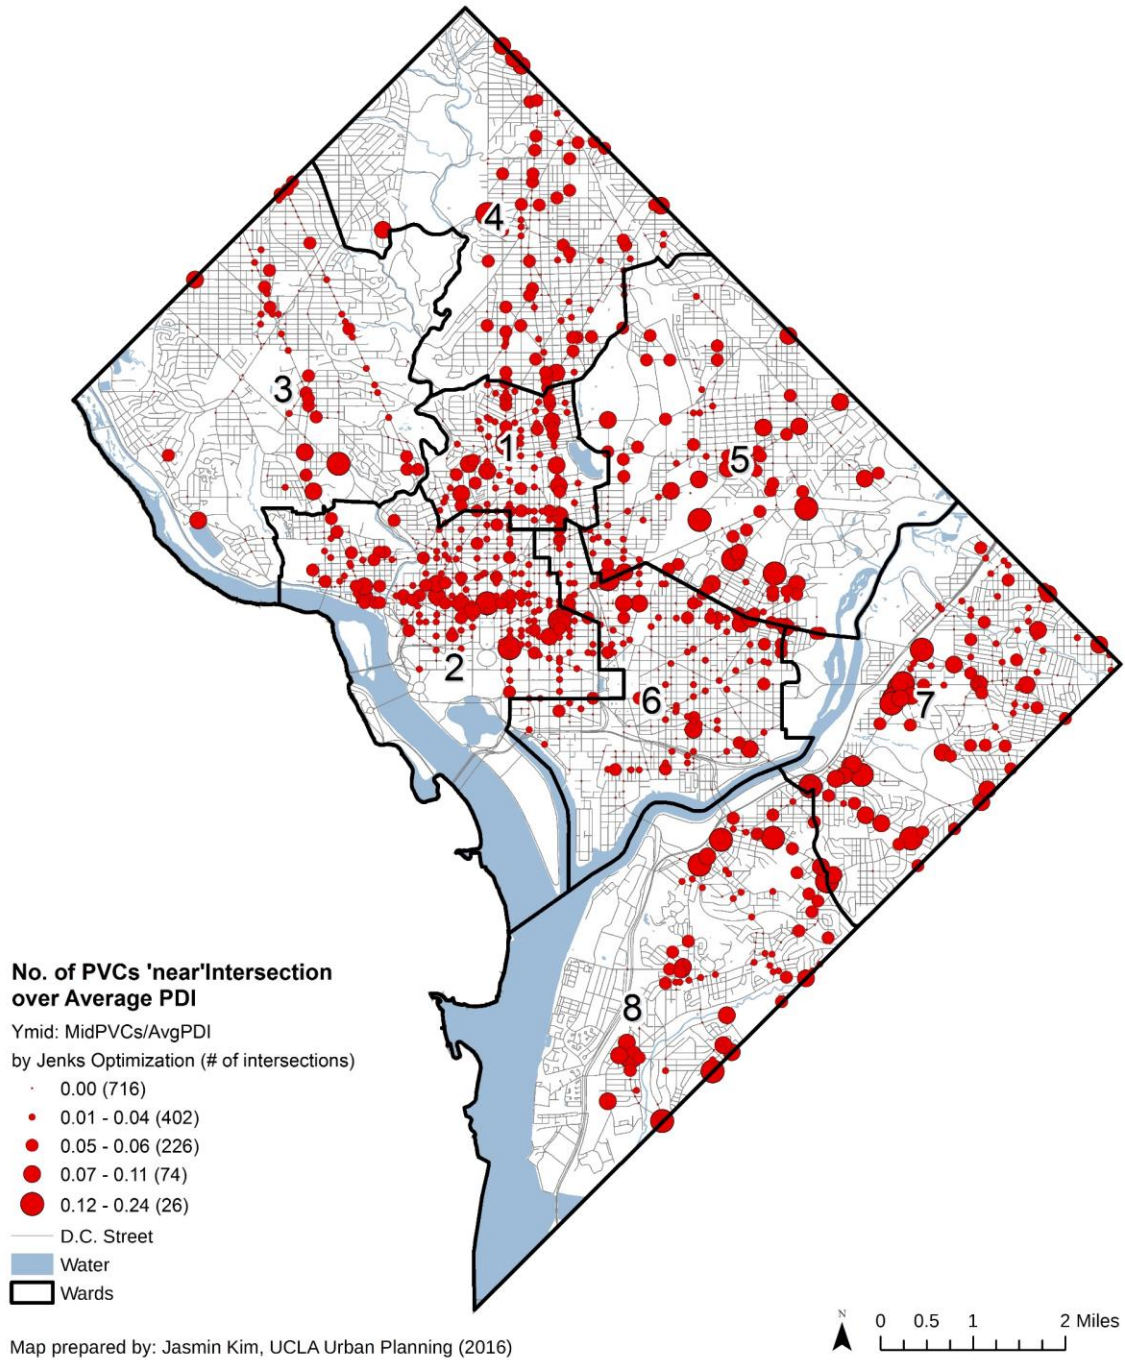 4
3
1
5
2
6
7
8
No. of PVCs 'near'Intersection
over Average PDI
Ymid: MidPVCs/AvgPDI
by Jenks Optimization (# of intersections)
0.00 (716)
0.01 - 0.04 (402)
0.05 - 0.06 (226)
0.07 - 0.11 (74)
0.12 - 0.24 (26)
D.C. Street
Water
Wards
Map prepared by: Jasmin Kim, UCLA Urban Planning (2016)
N
0 0.5 1 2 Miles